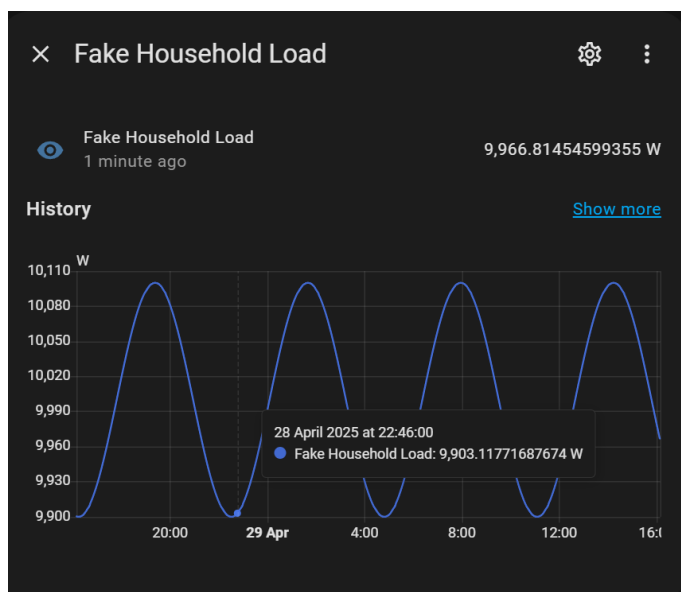 Fake Household Load
Fake Household Load
9,966.81454599355 W
1 minute ago
History
Show more
W
10,110
10,080
10,050
10,020
9,990
9,960
9,930
9,900
28 April 2025 at 22:46:00
Fake Household Load: 9,903.11771687674 W
20:00
29 Apr
4:00
8:00
12:00